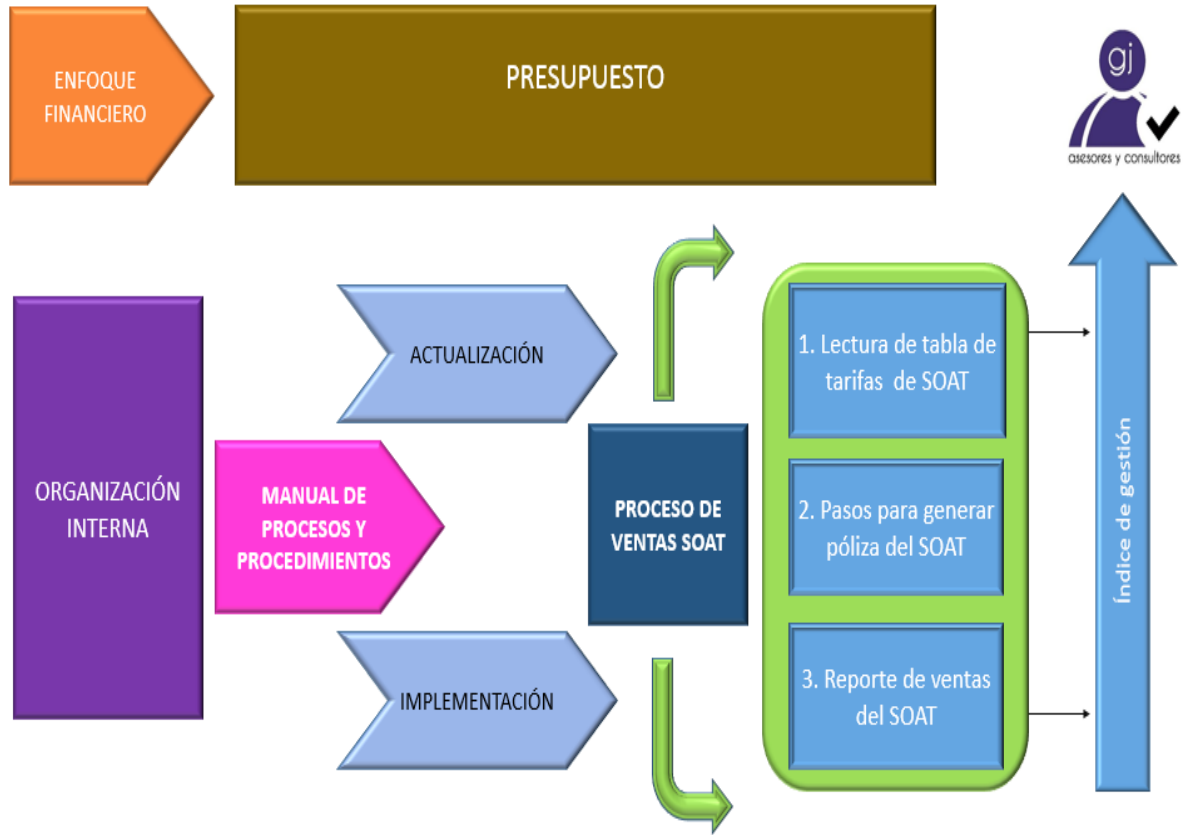 ENFOQUE
FINANCIERO
PRESUPUESTO
gj
asesores y consultores
ORGANIZACIÓN
INTERNA
MANUAL DE
PROCESOS Y
PROCEDIMIENTOS
ACTUALIZACIÓN
IMPLEMENTACIÓN
PROCESO DE
VENTAS SOAT
1. Lectura de tabla de
tarifas de SOAT
2. Pasos para generar
póliza del SOAT
3. Reporte de ventas
del SOAT
Índice de gestión